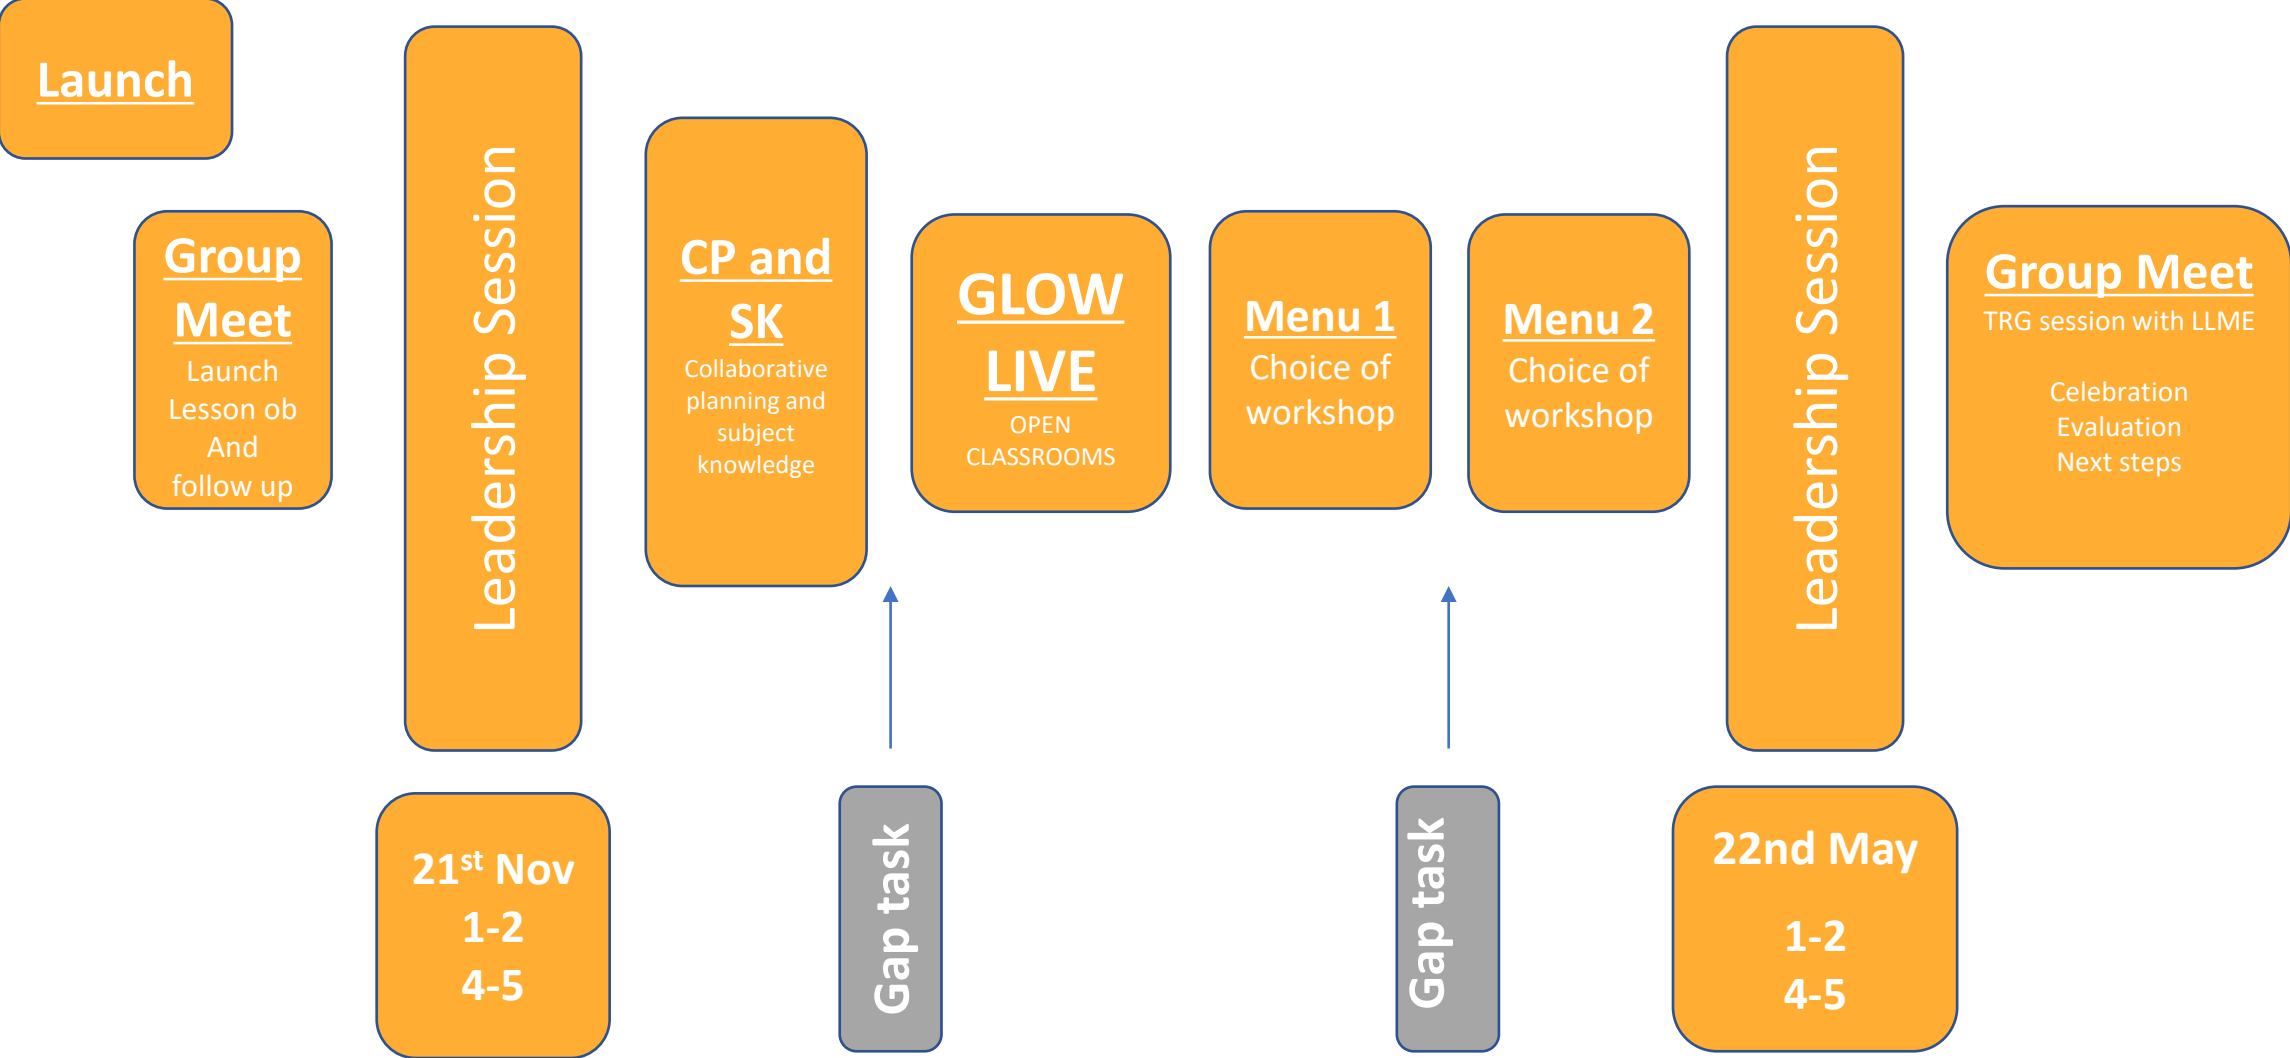 Launch
Group
Meet
Launch
Lesson ob
And
follow up
Leadership Session
21st Nov
1-2
4-5
CP and
SK
Collaborative
planning and
subject
knowledge
Gap task
GLOW
LIVE
OPEN
CLASSROOMS
Menu 1
Choice of
workshop
Gap task
Menu 2
Choice of
workshop
Leadership Session
22nd May
1-2
4-5
Group Meet
TRG session with LLME
Celebration
Evaluation
Next steps